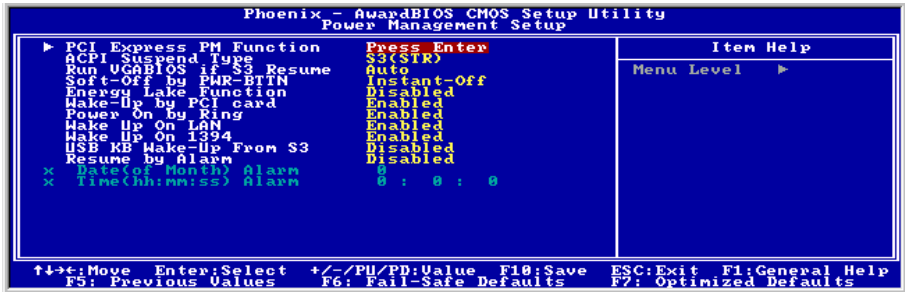 Phoenix - AwardBIOS CMOS Setup Utility
Power Management Setup
▶ PCI Express PM Function Press Enter
ACPI Suspend Type S3(STR)
Run VGABIOS if S3 Resume Auto
Soft-Off by PWR-BTTN Instant-Off
Energy Lake Function Disabled
Wake-Up by PCI card Enabled
Power On by Ring Enabled
Wake Up On LAN Enabled
Wake Up On 1394 Enabled
USB KB Wake-Up From S3 Disabled
Resume by Alarm Disabled
x Date(of Month) Alarm 0
x Time(hh:mm:ss) Alarm 0 : 0 : 0
Item Help
Menu Level ▶
↑↓→←:Move Enter:Select +/-/PU/PD:Value F10:Save ESC:Exit F1:General Help
F5: Previous Values F6: Fail-Safe Defaults F7: Optimized Defaults